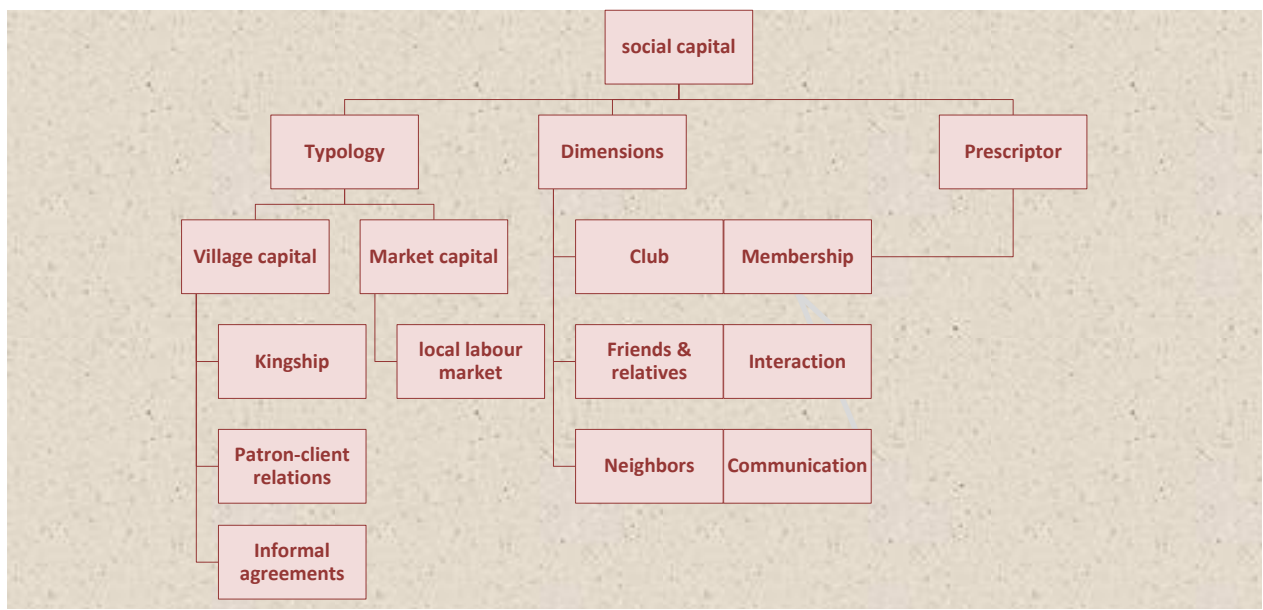 social capital
Typology
Dimensions
Prescriptor
Village capital
Market capital
Club
Membership
Kingship
local labour
market
Friends &
relatives
Interaction
Patron-client
relations
Neighbors
Communication
Informal
agreements